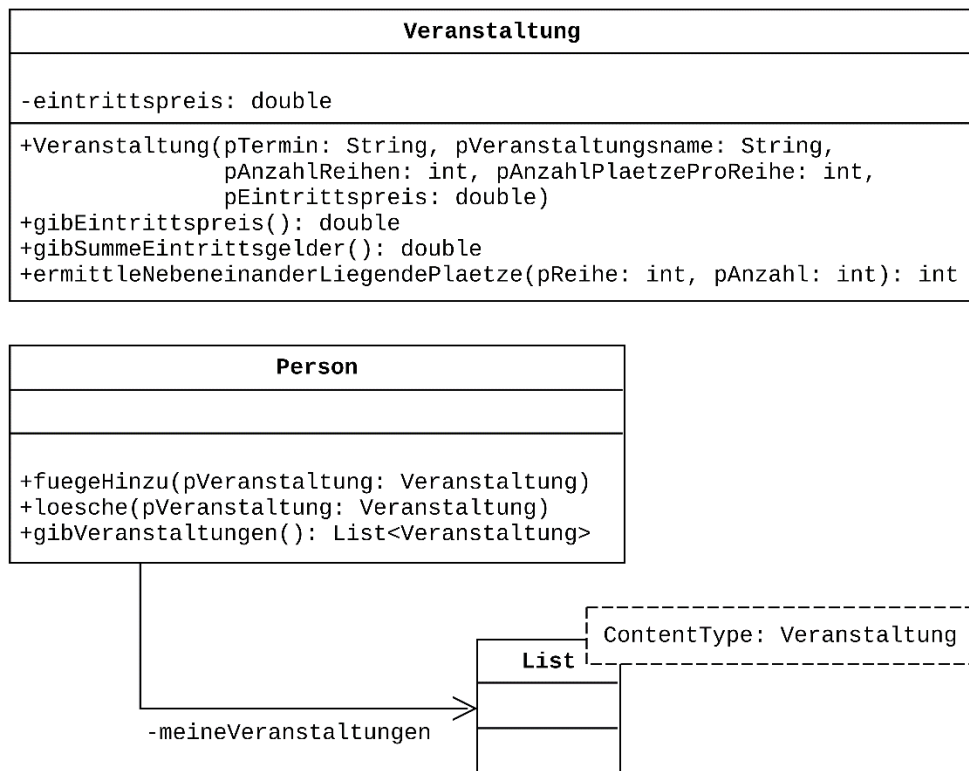 Veranstaltung
-eintrittspreis: double
+Veranstaltung(pTermin: String, pVeranstaltungsname: String,
pAnzahlReihen: int, pAnzahlPlaetzeProReihe: int,
pEintrittspreis: double)
+gibEintrittspreis(): double
+gibSummeEintrittsgelder(): double
+ermittleNebeneinanderLiegendePlaetze(pReihe: int, pAnzahl: int): int
Person
+fuegeHinzu(pVeranstaltung: Veranstaltung)
+loesche(pVeranstaltung: Veranstaltung)
+gibVeranstaltungen(): List<Veranstaltung>
ContentType: Veranstaltung
List
-meineVeranstaltungen